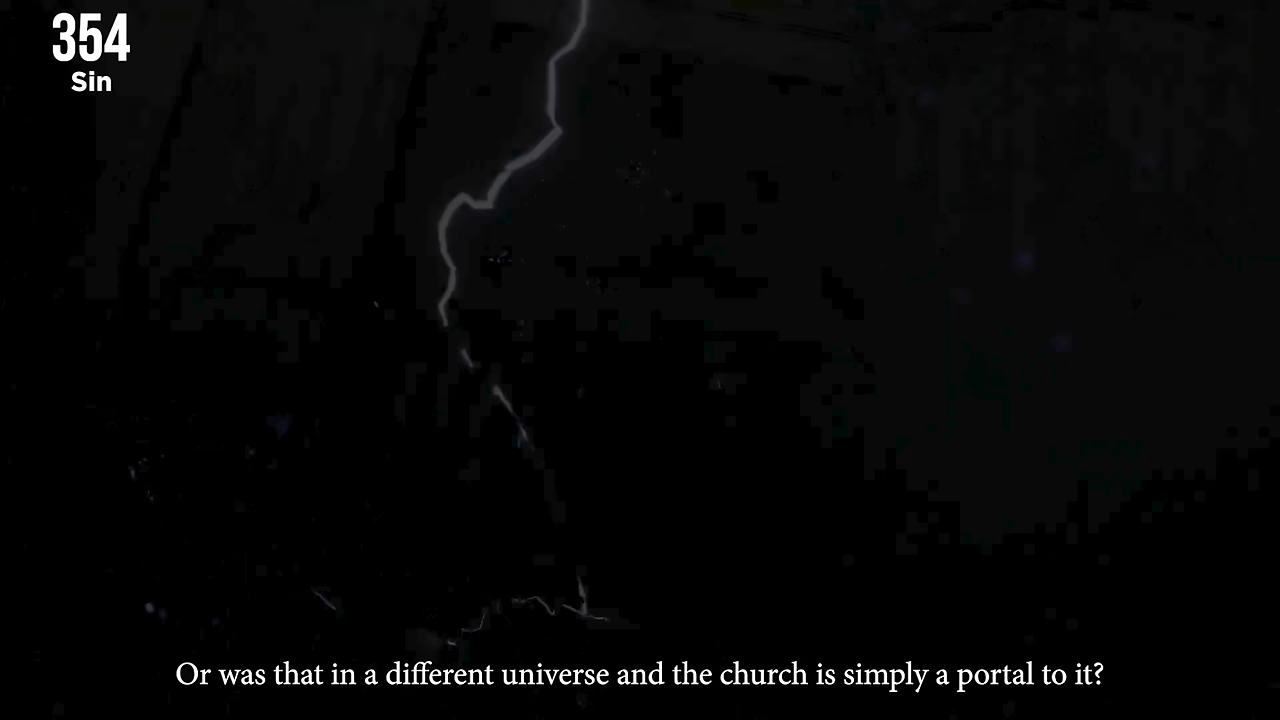 354
Sin
Or was that in a different universe and the church is simply a portal to it?